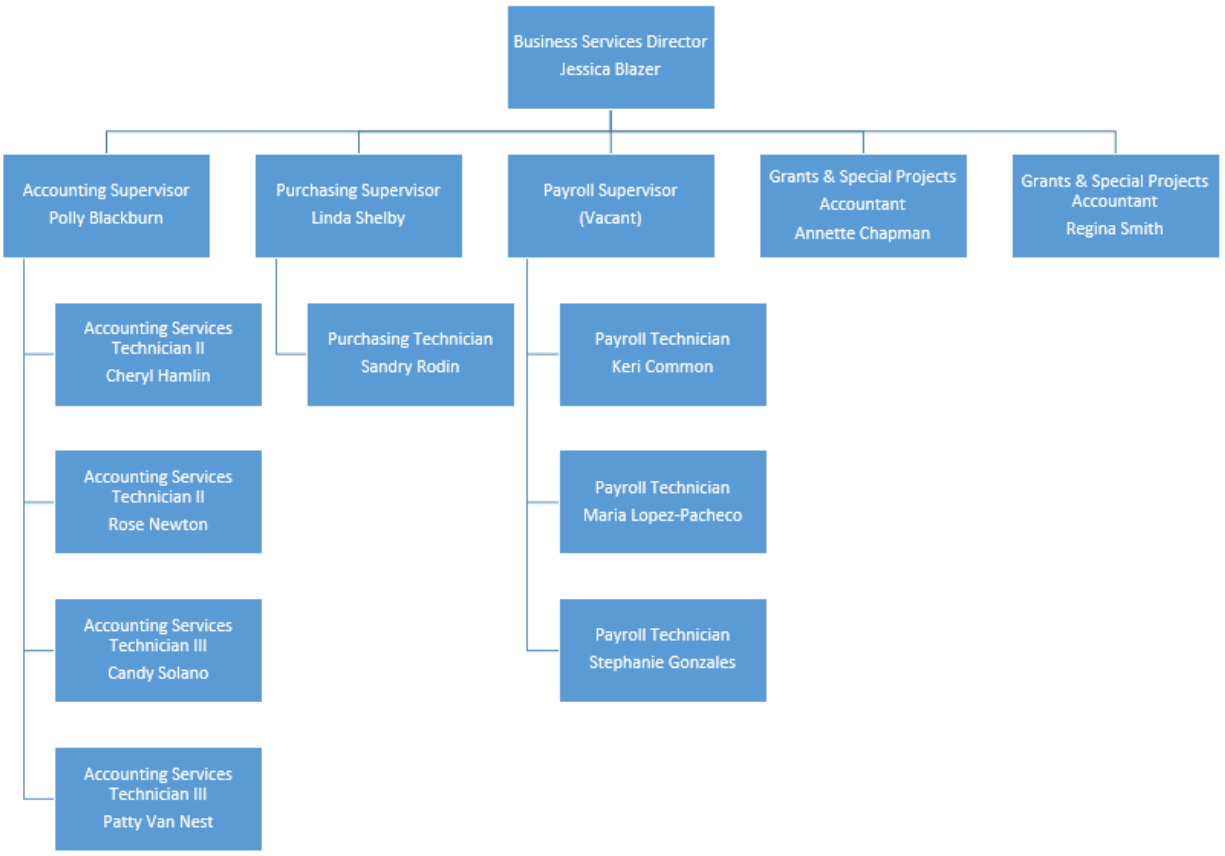 Business Services Director
Jessica Blazer
Accounting Supervisor
Polly Blackburn
Purchasing Supervisor
Linda Shelby
Payroll Supervisor
(Vacant)
Grants & Special Projects
Accountant
Annette Chapman
Grants & Special Projects
Accountant
Regina Smith
Accounting Services
Technician II
Cheryl Hamlin
Purchasing Technician
Sandry Rodin
Payroll Technician
Keri Common
Accounting Services
Technician II
Rose Newton
Payroll Technician
Maria Lopez-Pacheco
Accounting Services
Technician III
Candy Solano
Payroll Technician
Stephanie Gonzales
Accounting Services
Technician III
Patty Van Nest